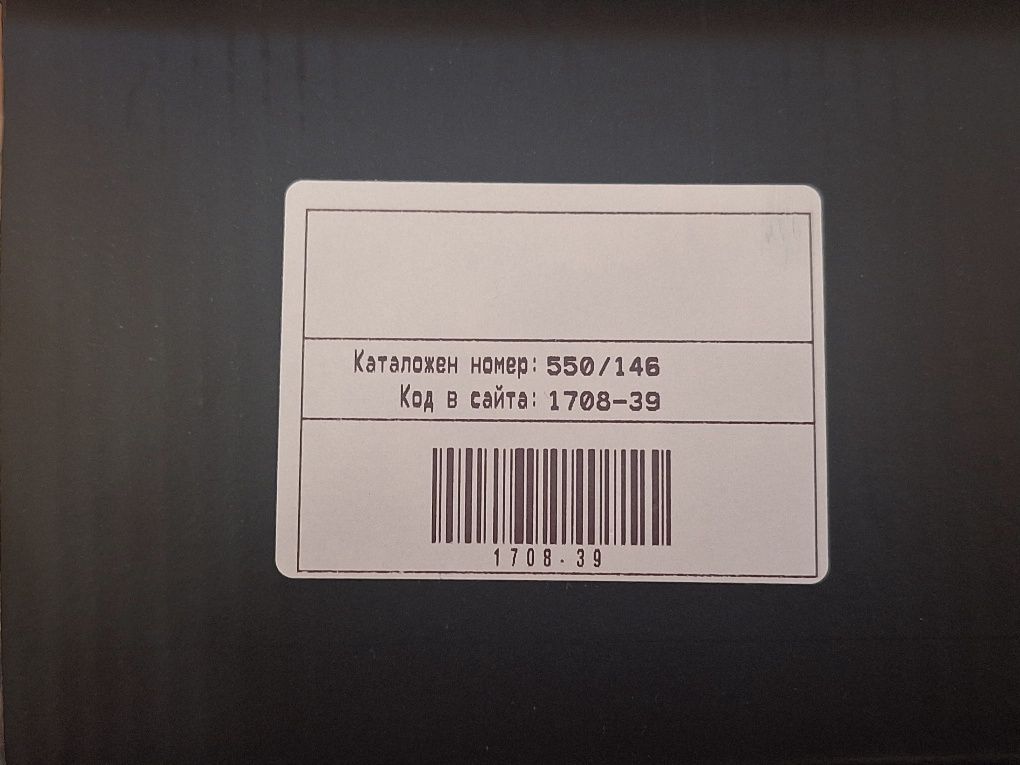 Каталожен номер: 550/146
Код в сайта: 1708-39
1708-39